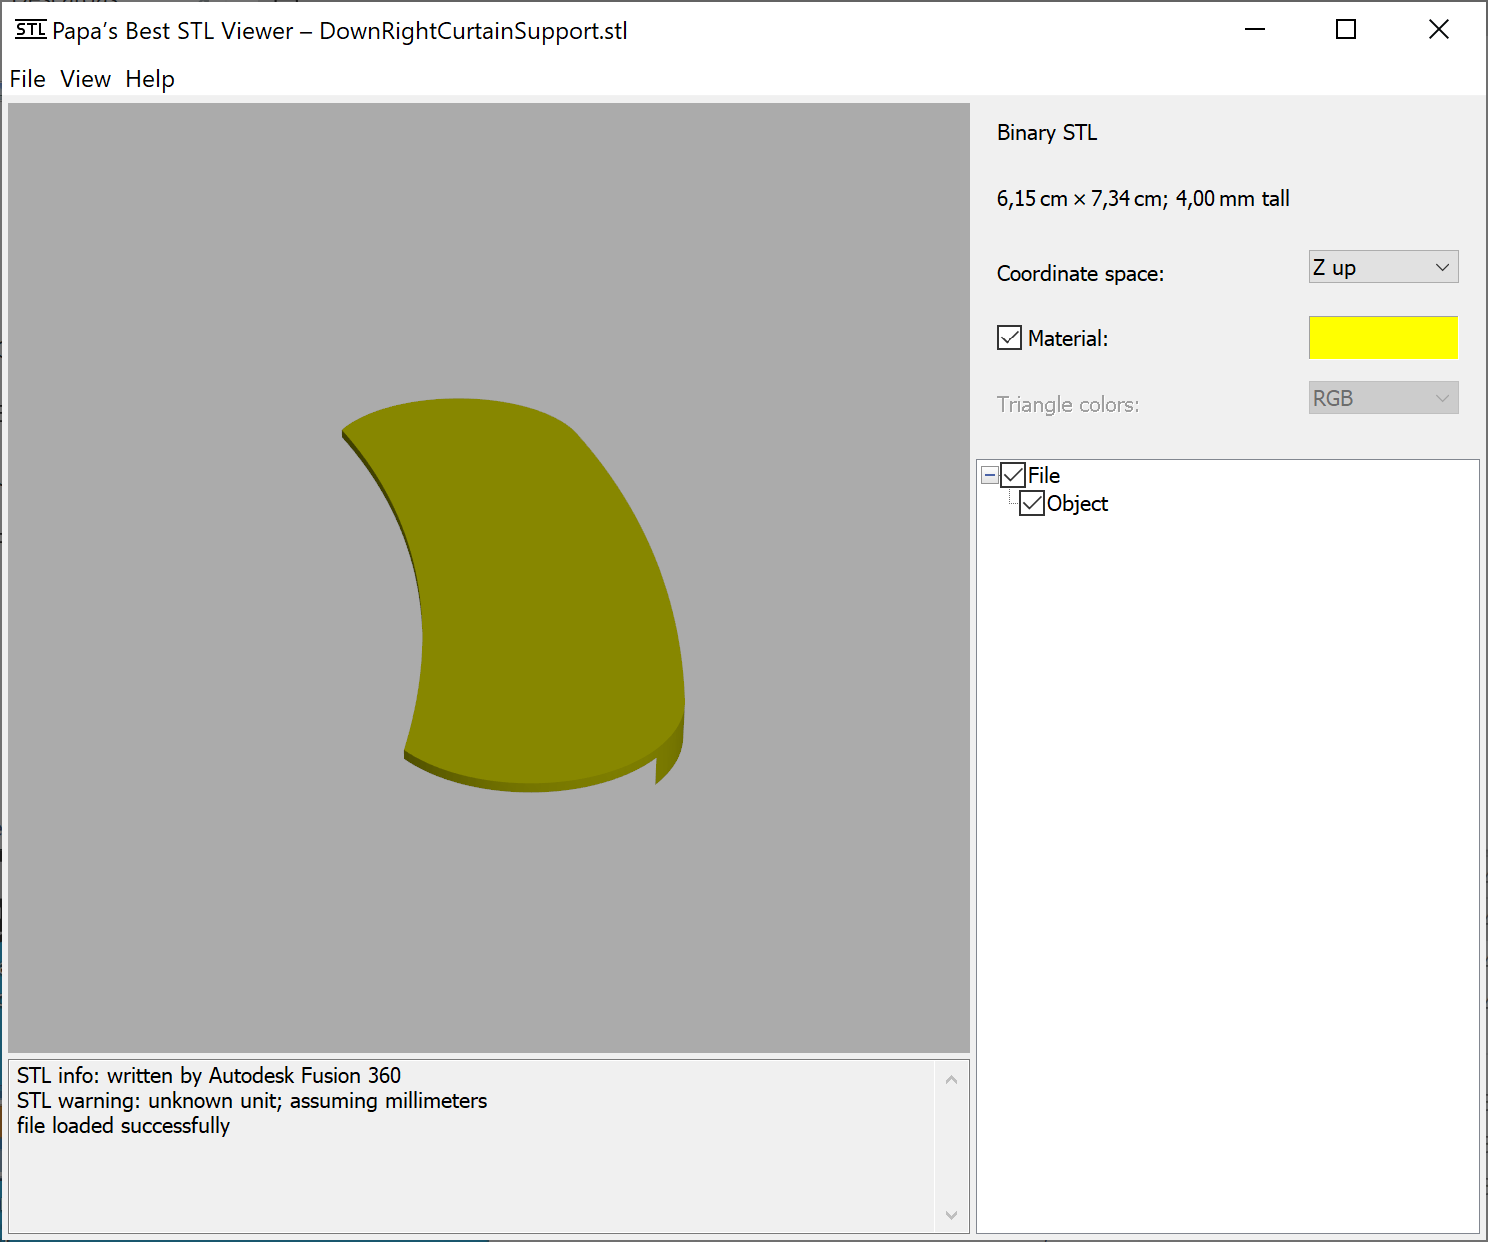 STL Papa’s Best STL Viewer – DownRightCurtainSupport.stl
File View Help
Binary STL
6,15 cm × 7,34 cm; 4,00 mm tall
Coordinate space: Z up
Material:
Triangle colors: RGB
File
Object
STL info: written by Autodesk Fusion 360
STL warning: unknown unit; assuming millimeters
file loaded successfully